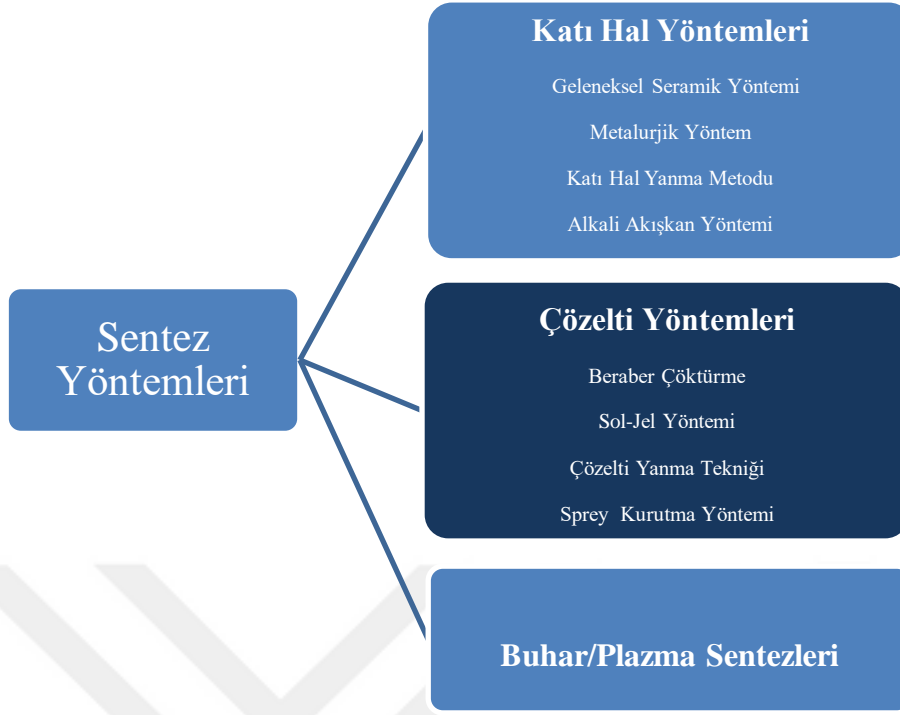 Sentez
Yöntemleri
Katı Hal Yöntemleri
Geleneksel Seramik Yöntemi
Metalurjik Yöntem
Katı Hal Yanma Metodu
Alkali Akışkan Yöntemi
Çözelti Yöntemleri
Beraber Çöktürme
Sol-Jel Yöntemi
Çözelti Yanma Tekniği
Sprey Kurutma Yöntemi
Buhar/Plazma Sentezleri